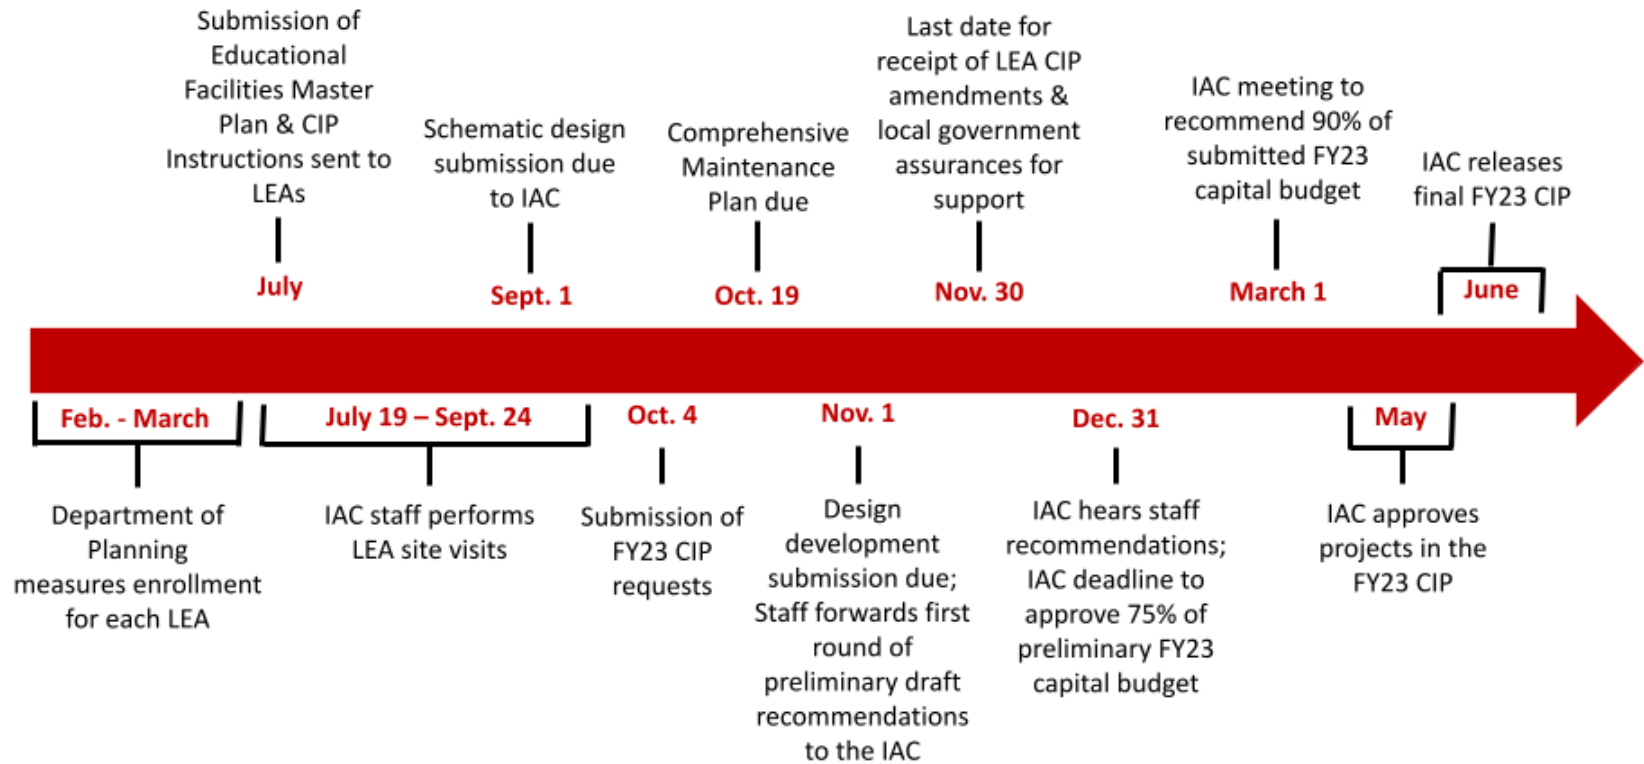 Submission of
Educational
Facilities Master
Plan & CIP
Instructions sent to
LEAs
July
Schematic design
submission due
to IAC
Sept. 1
Comprehensive
Maintenance
Plan due
Oct. 19
Last date for
receipt of LEA CIP
amendments &
local government
assurances for
support
Nov. 30
IAC meeting to
recommend 90% of
submitted FY23
capital budget
March 1
IAC releases
final FY23 CIP
June
Feb. - March
Department of
Planning
measures enrollment
for each LEA
July 19 – Sept. 24
IAC staff performs
LEA site visits
Oct. 4
Submission of
FY23 CIP
requests
Nov. 1
Design
development
submission due;
Staff forwards first
round of
preliminary draft
recommendations
to the IAC
Dec. 31
IAC hears staff
recommendations;
IAC deadline to
approve 75% of
preliminary FY23
capital budget
May
IAC approves
projects in the
FY23 CIP